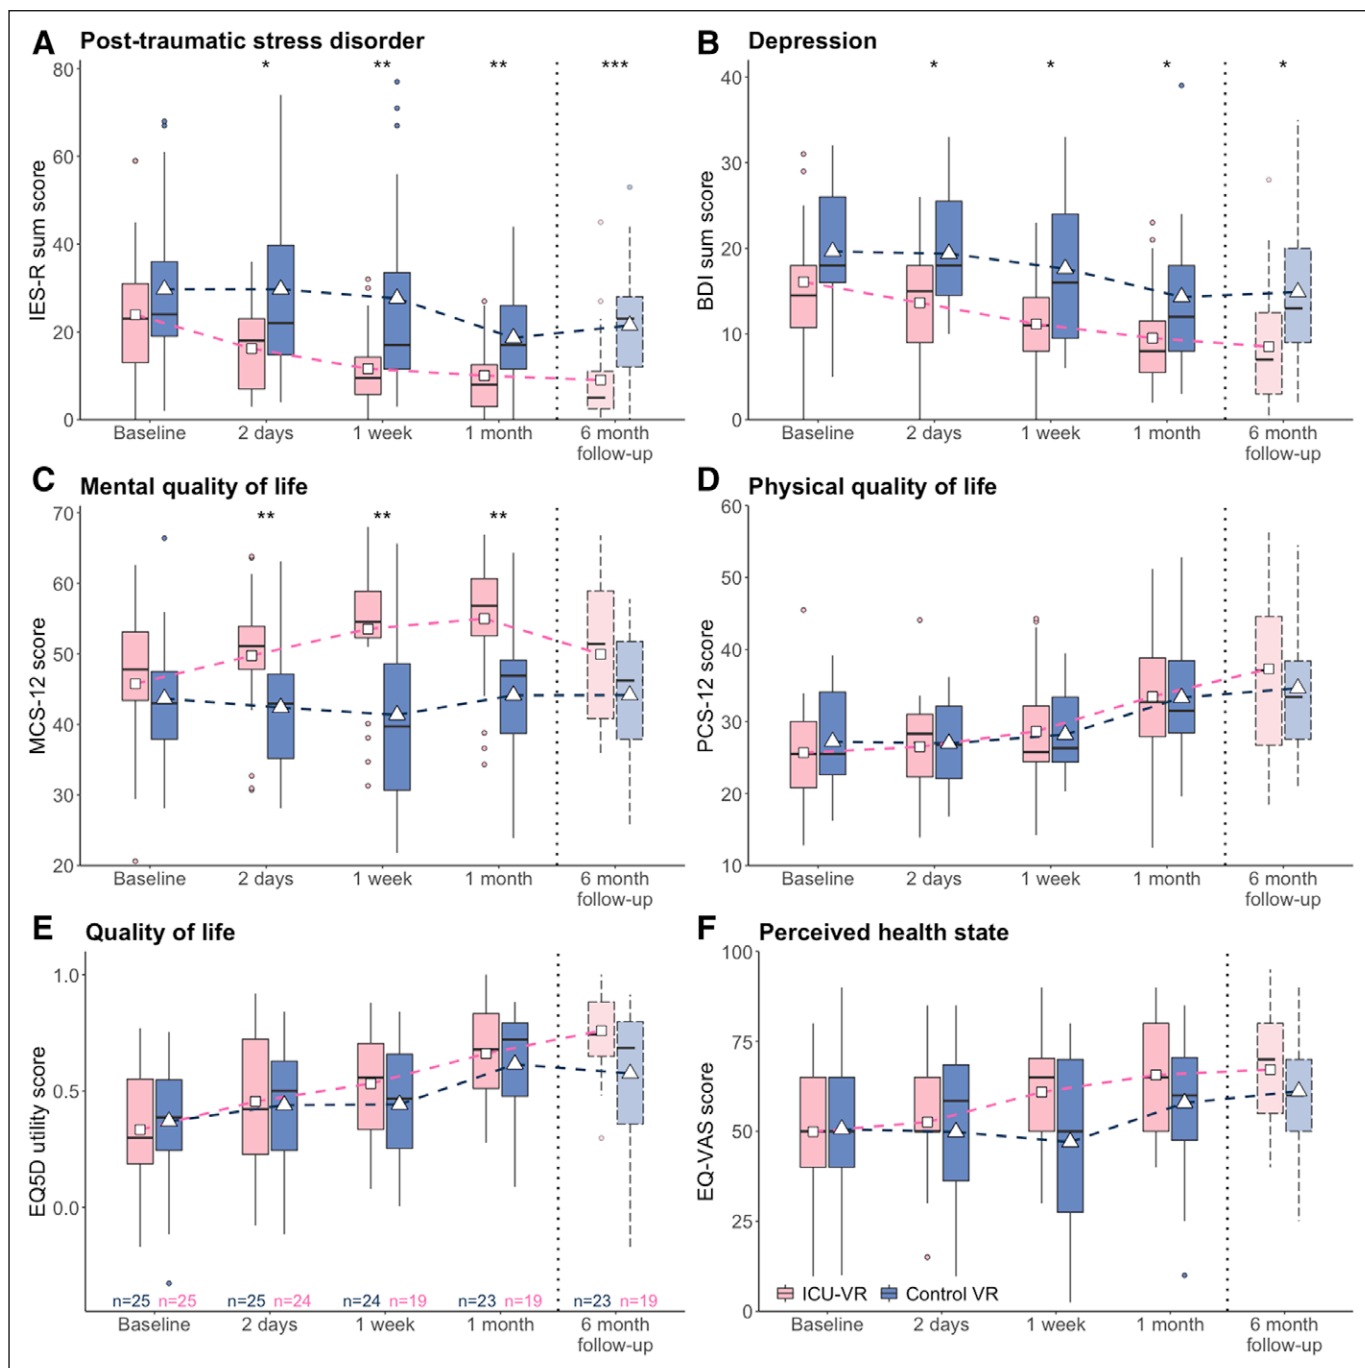 A Post-traumatic stress disorder
IES-R sum score
80
60
40
20
0
* ** ** ***
Baseline 2 days 1 week 1 month 6 month
follow-up
B Depression
BDI sum score
40
30
20
10
0
* * * *
Baseline 2 days 1 week 1 month 6 month
follow-up
C Mental quality of life
MCS-12 score
70
60
50
40
30
20
** ** **
Baseline 2 days 1 week 1 month 6 month
follow-up
D Physical quality of life
PCS-12 score
60
50
40
30
20
10
Baseline 2 days 1 week 1 month 6 month
follow-up
E Quality of life
EQ5D utility score
1.0
0.5
0.0
n=25 n=25 n=25 n=24 n=24 n=19 n=23 n=19 n=23 n=19
Baseline 2 days 1 week 1 month 6 month
follow-up
F Perceived health state
EQ-VAS score
100
75
50
25
0
ICU-VR Control VR
Baseline 2 days 1 week 1 month 6 month
follow-up